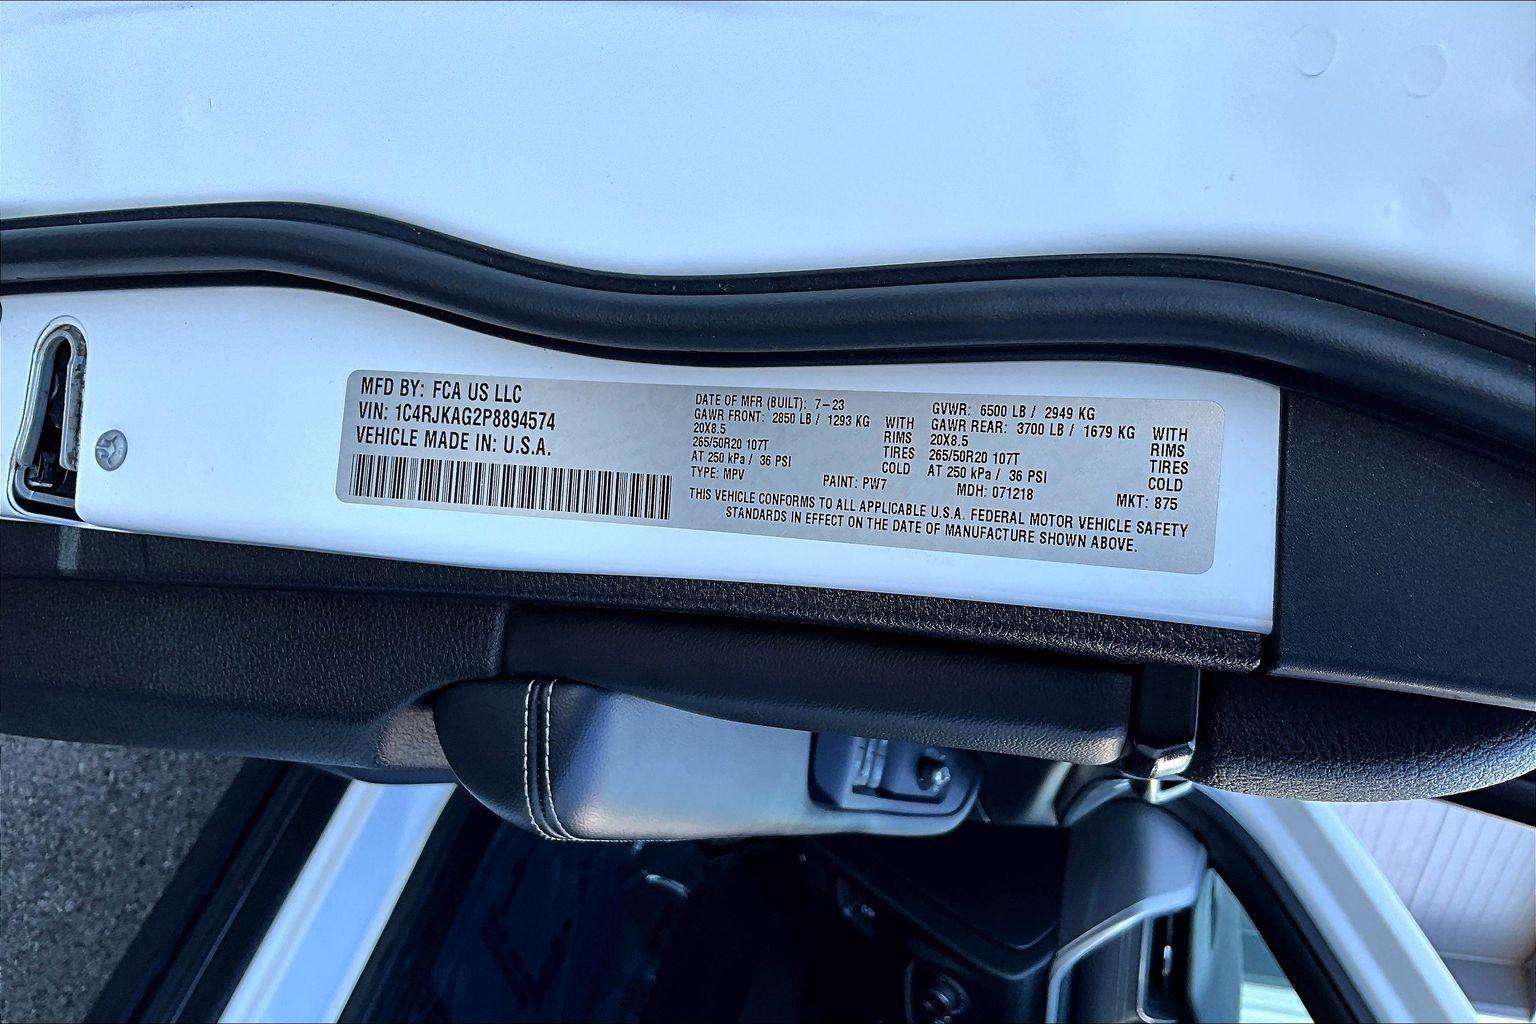 MFD BY: FCA US LLC
VIN: 1C4RJKAG2P8894574
VEHICLE MADE IN: U.S.A.
DATE OF MFR (BUILT): 7-23
GAWR FRONT: 2850 LB / 1293 KG WITH
20X8.5 RIMS
265/50R20 107T TIRES
AT 250 kPa / 36 PSI COLD
TYPE: MPV PAINT: PW7
GVWR: 6500 LB / 2949 KG
GAWR REAR: 3700 LB / 1679 KG WITH
20X8.5 RIMS
265/50R20 107T TIRES
AT 250 kPa / 36 PSI COLD
MDH: 071218 MKT: 875
THIS VEHICLE CONFORMS TO ALL APPLICABLE U.S.A. FEDERAL MOTOR VEHICLE SAFETY
STANDARDS IN EFFECT ON THE DATE OF MANUFACTURE SHOWN ABOVE.